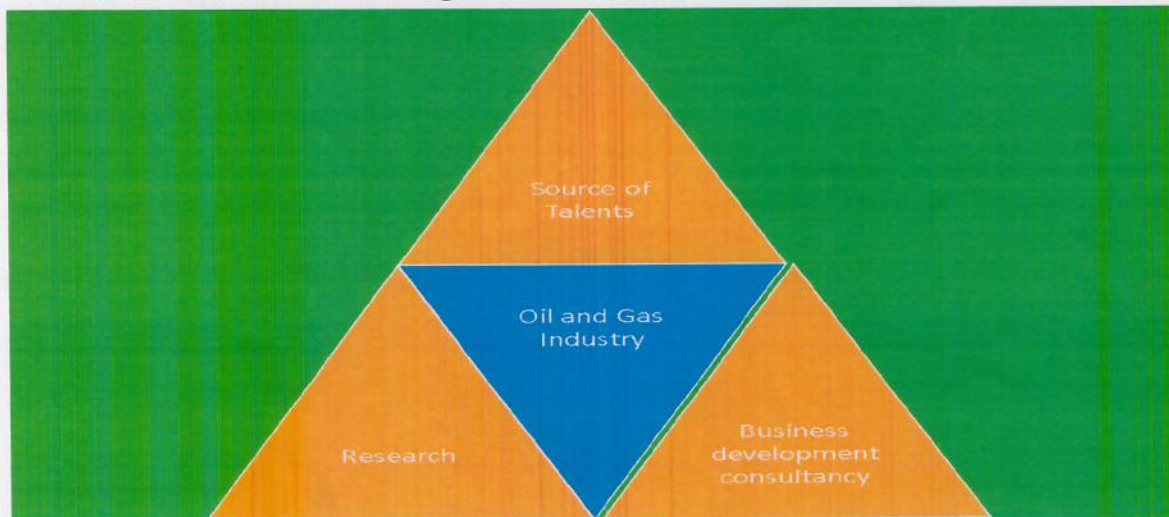 Source of
Talents
Oil and Gas
Industry
Research
Business
development
consultancy